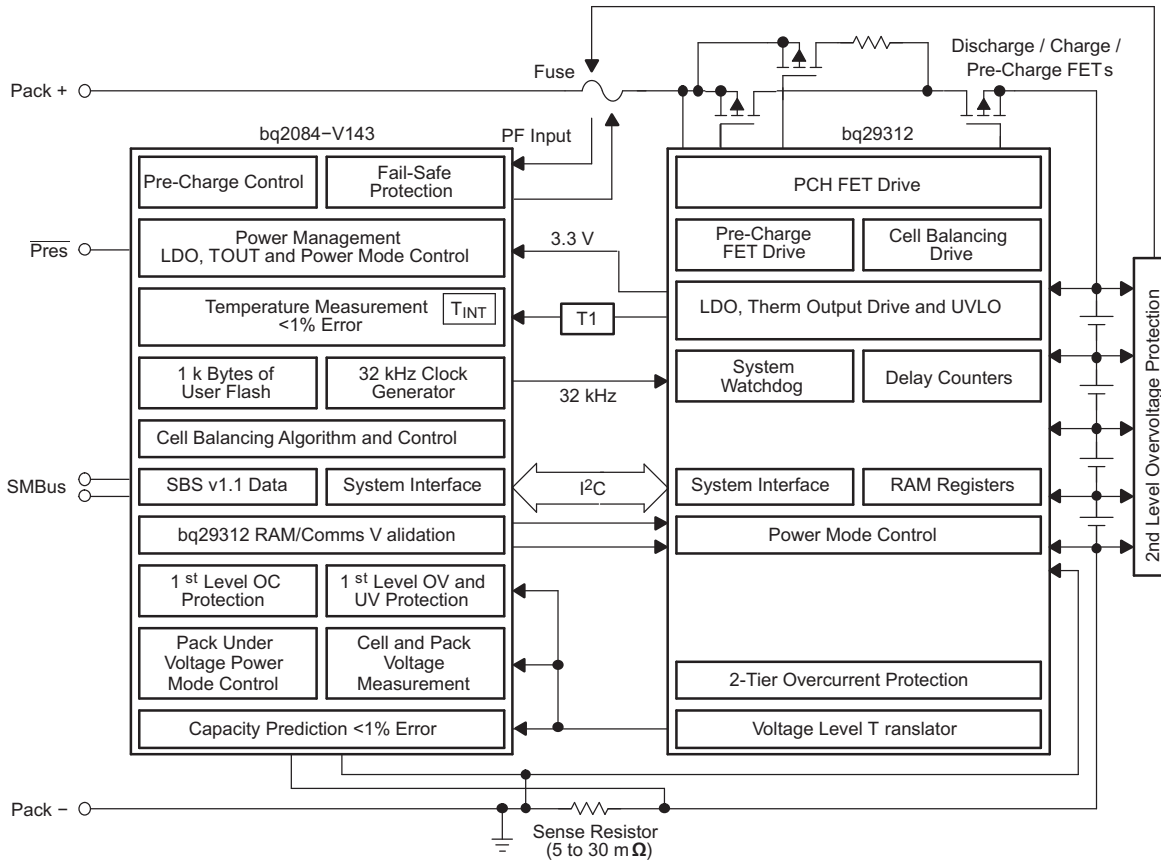 Discharge / Charge /
Pre-Charge FETs
Fuse
Pack +
bq2084−V143
PF Input
bq29312
Pre-Charge Control
Fail-Safe
Protection
PCH FET Drive
Pres
Power Management
LDO, TOUT and Power Mode Control
3.3 V
Pre-Charge
FET Drive
Cell Balancing
Drive
Temperature Measurement
<1% Error
TINT
T1
LDO, Therm Output Drive and UVLO
1 k Bytes of
User Flash
32 kHz Clock
Generator
32 kHz
System
Watchdog
Delay Counters
2nd Level Overvoltage Protection
Cell Balancing Algorithm and Control
SMBus
SBS v1.1 Data
System Interface
I2C
System Interface
RAM Registers
bq29312 RAM/Comms V alidation
Power Mode Control
1 st Level OC
Protection
1 st Level OV and
UV Protection
Pack Under
Voltage Power
Mode Control
Cell and Pack
Voltage
Measurement
2-Tier Overcurrent Protection
Capacity Prediction <1% Error
Voltage Level T ranslator
Pack −
Sense Resistor
(5 to 30 m Ω)